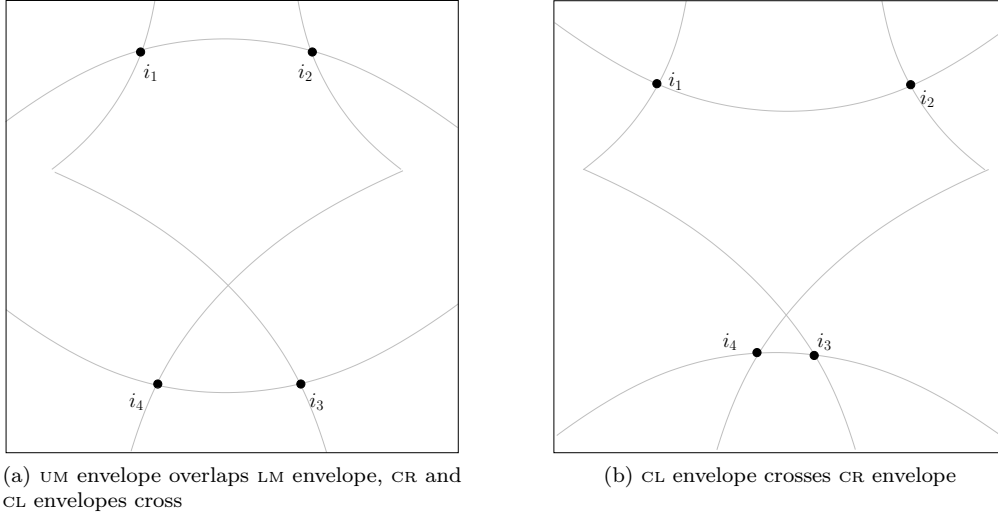 i₁ i₂
i₄ i₃
(a) UM envelope overlaps LM envelope, CR and
CL envelopes cross
i₁ i₂
i₄ i₃
(b) CL envelope crosses CR envelope